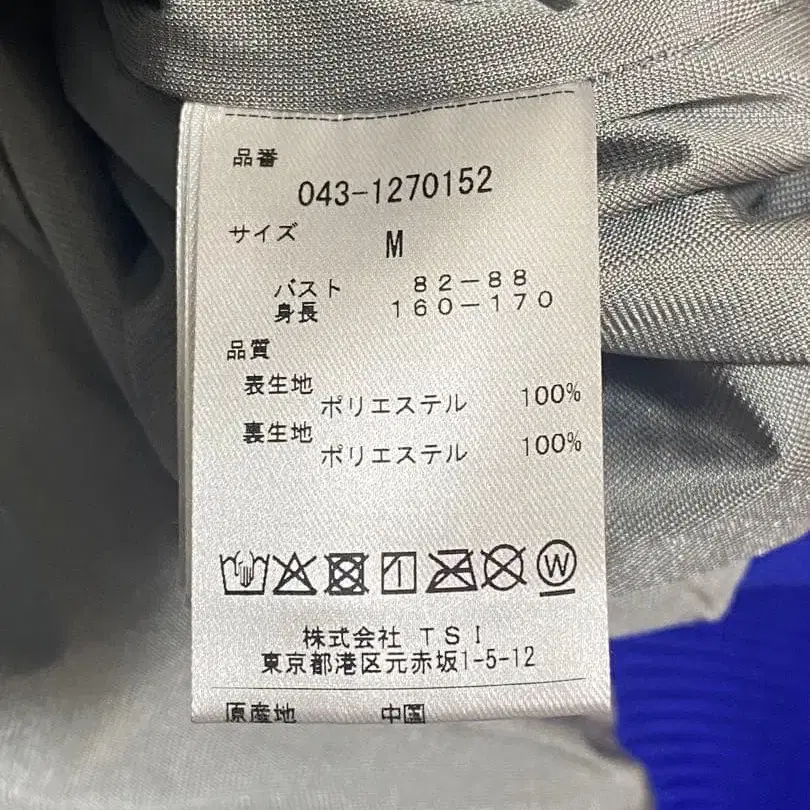 品番
043-1270152
サイズ
M
バスト 82-88
身長 160-170
品質
表生地
ポリエステル 100%
裏生地
ポリエステル 100%
W
株式会社 TSI
東京都港区元赤坂1-5-12
原産地 中国